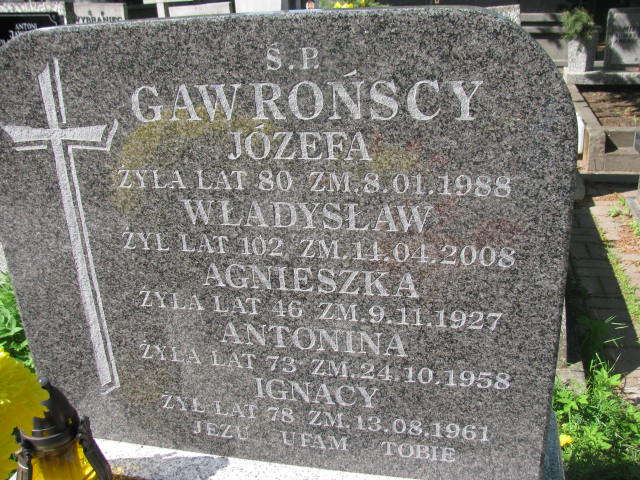 ANTONI
WYDRANIEC
Ś.P.
GAWROŃSCY
JÓZEFA
ŻYŁA LAT 80 ZM.8.01.1988
WŁADYSŁAW
ŻYŁ LAT 102 ZM.14.04.2008
AGNIESZKA
ŻYŁA LAT 46 ZM.9.11.1927
ANTONINA
ŻYŁA LAT 73 ZM.24.10.1958
IGNACY
ŻYŁ LAT 78 ZM.13.08.1961
JEZU UFAM TOBIE